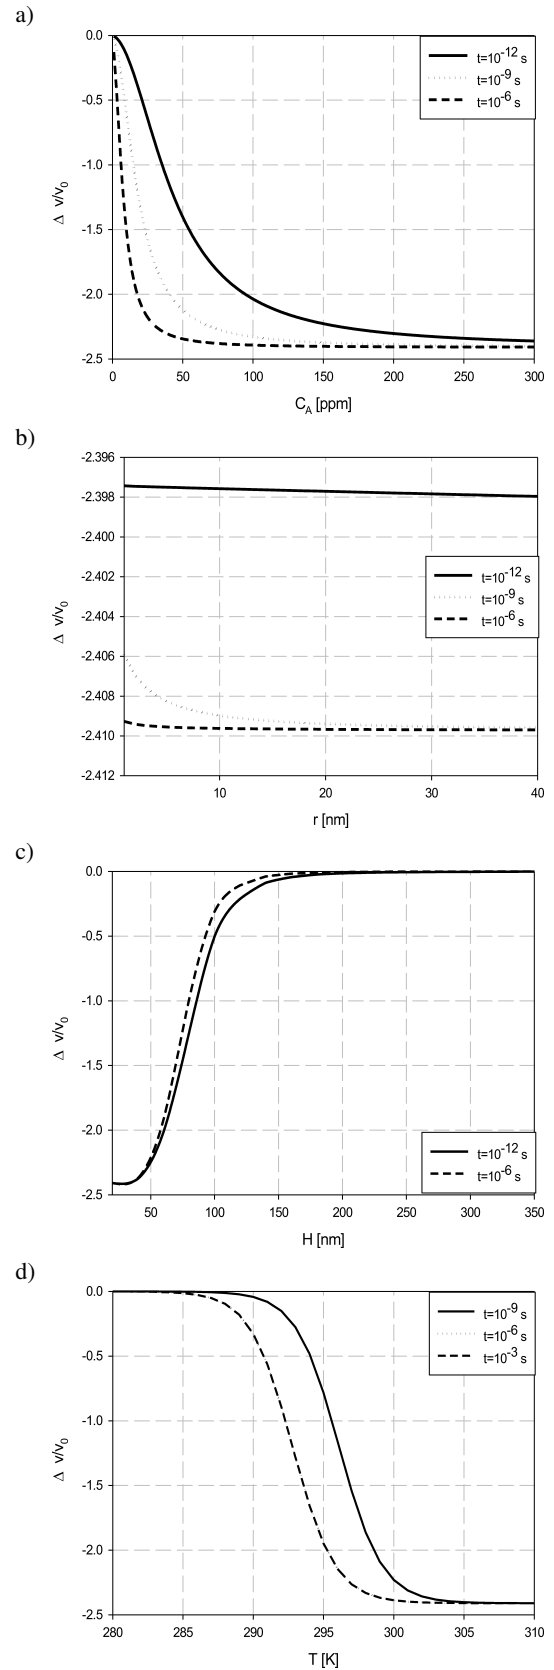 a)
0.0
-0.5
-1.0
-1.5
-2.0
-2.5
Δ v/v0
t=10^-12 s
t=10^-9 s
t=10^-6 s
0 50 100 150 200 250 300
CA [ppm]
b)
-2.396
-2.398
-2.400
-2.402
-2.404
-2.406
-2.408
-2.410
-2.412
Δ v/v0
t=10^-12 s
t=10^-9 s
t=10^-6 s
10 20 30 40
r [nm]
c)
0.0
-0.5
-1.0
-1.5
-2.0
-2.5
Δ v/v0
t=10^-12 s
t=10^-6 s
50 100 150 200 250 300 350
H [nm]
d)
0.0
-0.5
-1.0
-1.5
-2.0
-2.5
Δ v/v0
t=10^-9 s
t=10^-6 s
t=10^-3 s
280 285 290 295 300 305 310
T [K]